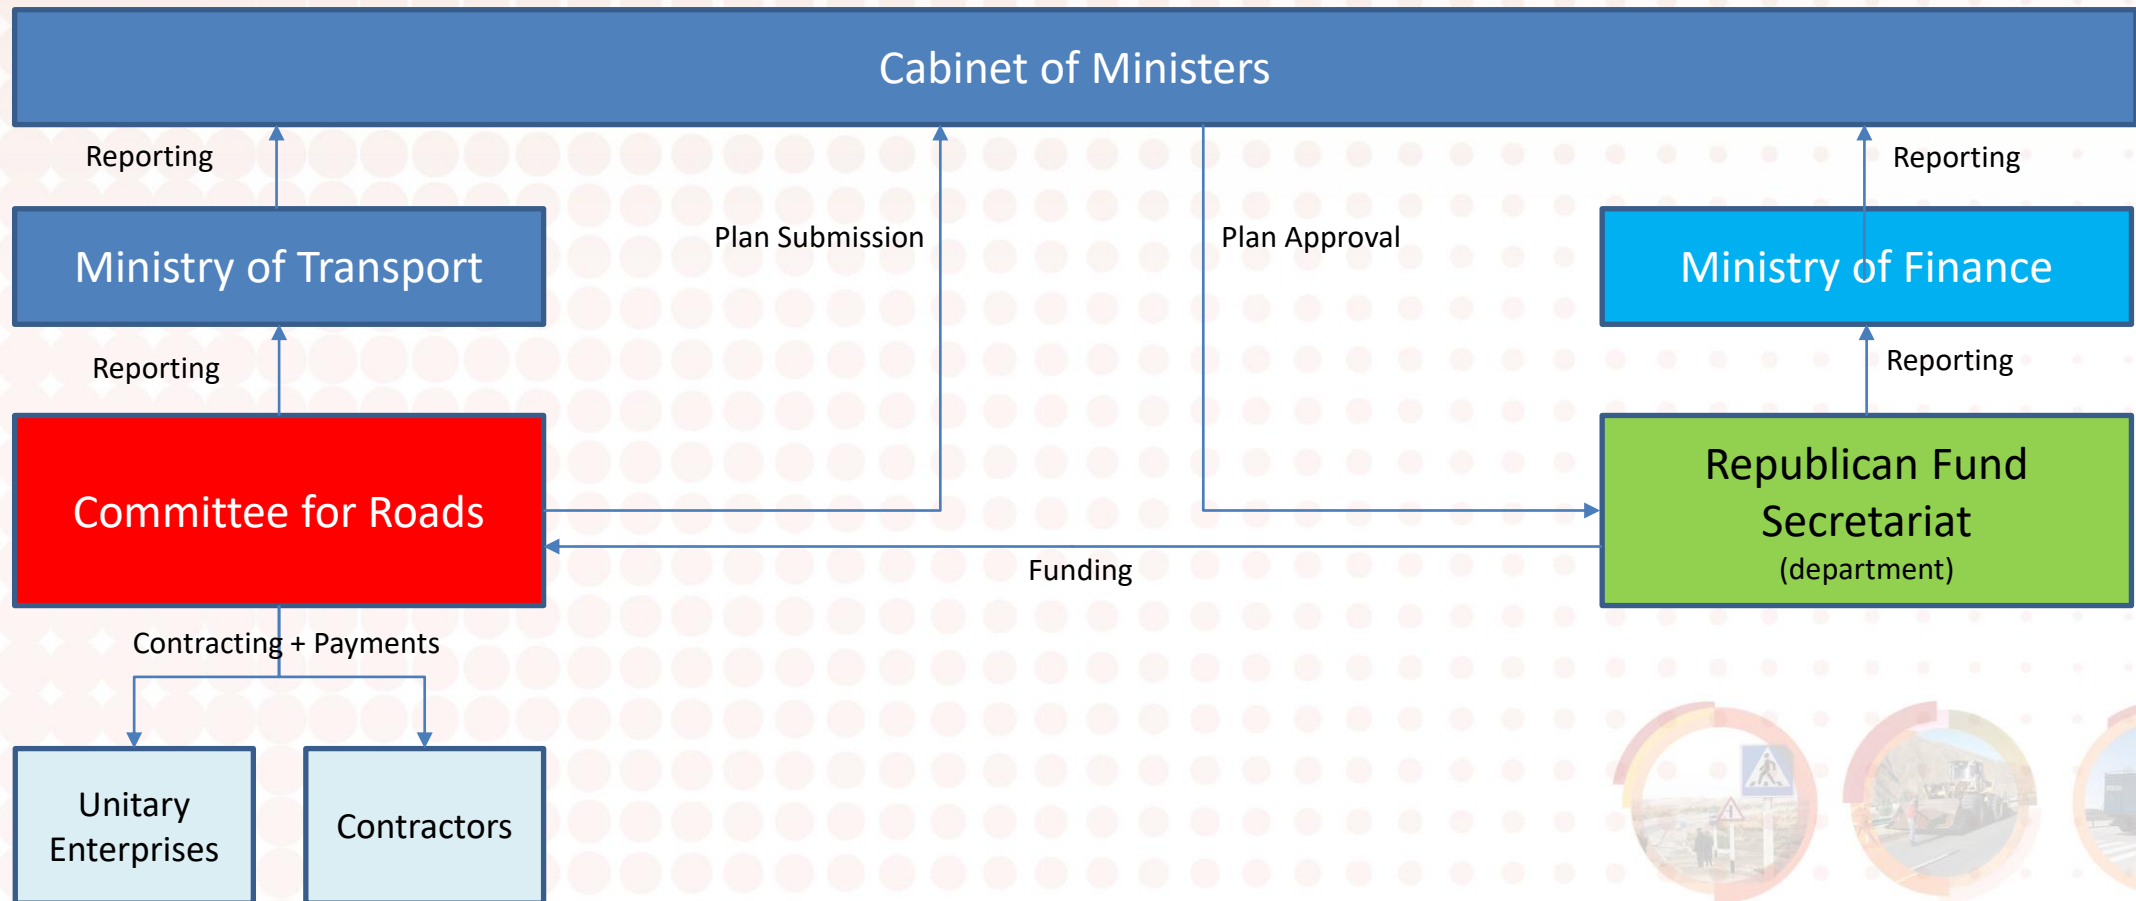 Cabinet of Ministers
Reporting
Reporting
Ministry of Transport
Plan Submission
Plan Approval
Ministry of Finance
Reporting
Reporting
Committee for Roads
Republican Fund
Secretariat
(department)
Funding
Contracting + Payments
Unitary
Enterprises
Contractors